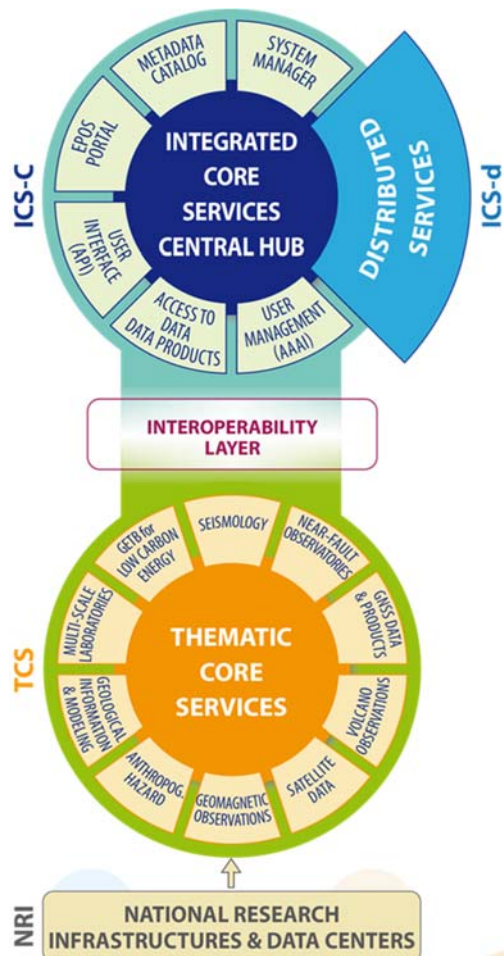 METADATA
CATALOG
SYSTEM
MANAGER
EPOS
PORTAL
INTEGRATED
CORE
SERVICES
CENTRAL HUB
DISTRIBUTED
SERVICES
ICS-C
ICS-d
USER
INTERFACE
(API)
ACCESS TO
DATA
DATA PRODUCTS
USER
MANAGEMENT
(AAAI)
INTEROPERABILITY
LAYER
GETB for
LOW CARBON
ENERGY
SEISMOLOGY
NEAR-FAULT
OBSERVATORIES
MULTI-SCALE
LABORATORIES
GNSS DATA
& PRODUCTS
TCS
THEMATIC
CORE
SERVICES
GEOLOGICAL
INFORMATION
& MODELING
VOLCANO
OBSERVATIONS
ANTHROPOG.
HAZARD
GEOMAGNETIC
OBSERVATIONS
SATELLITE
DATA
NRI
NATIONAL RESEARCH
INFRASTRUCTURES & DATA CENTERS